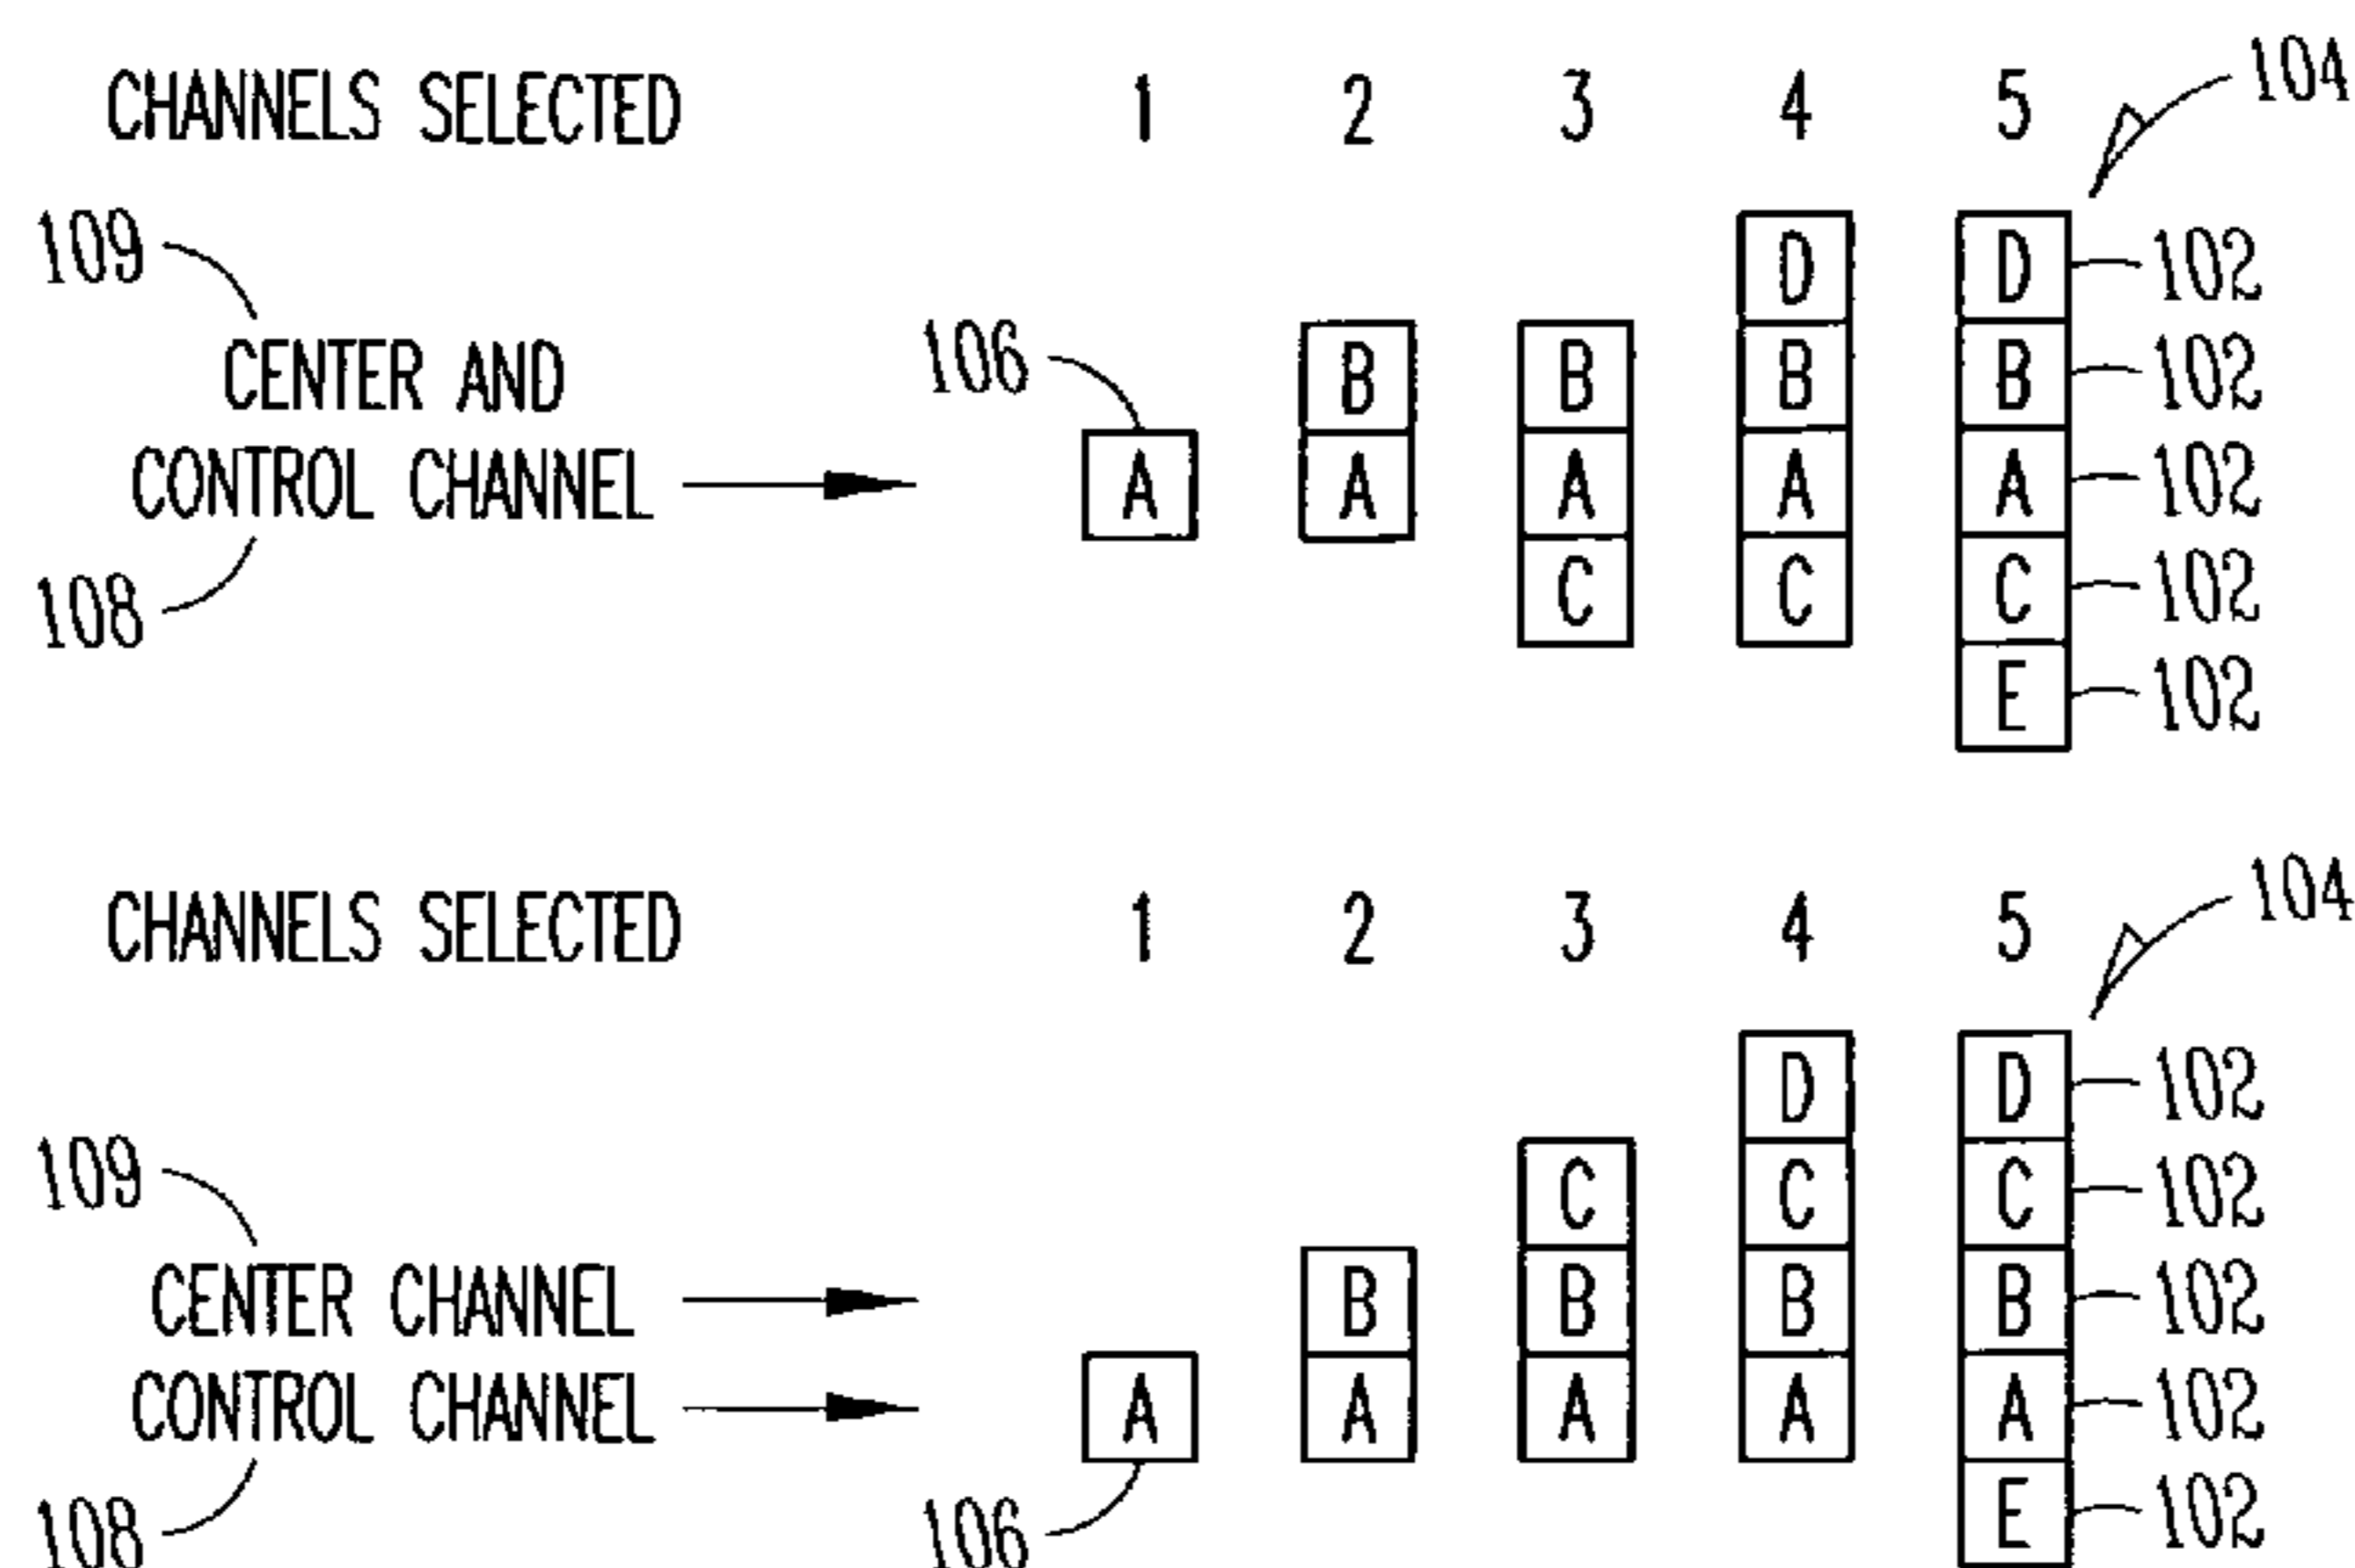 CHANNELS SELECTED 1 2 3 4 5 104
109 D D 102
CENTER AND 106 B B B B 102
CONTROL CHANNEL A A A A A 102
108 C C C 102
E 102
CHANNELS SELECTED 1 2 3 4 5 104
D D 102
109 C C C 102
CENTER CHANNEL B B B B 102
CONTROL CHANNEL A A A A A 102
108 106 E 102